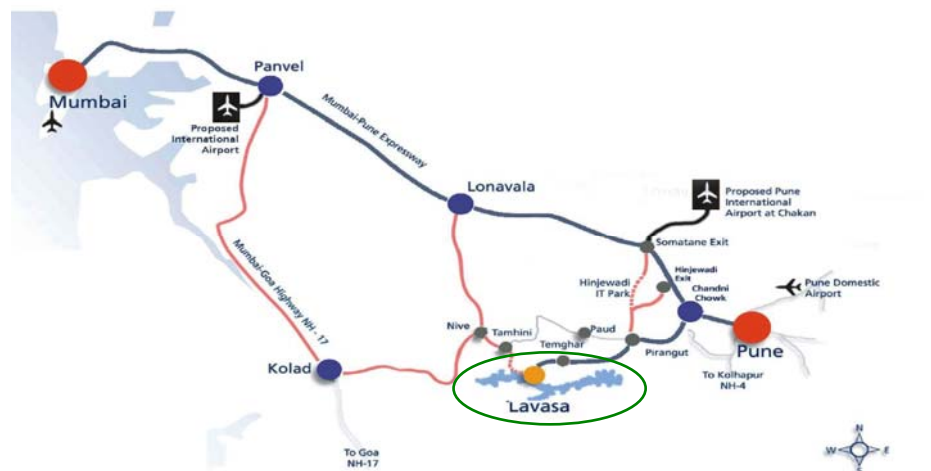 Mumbai
Panvel
Proposed
International
Airport
Mumbai-Pune Expressway
Lonavala
Proposed Pune
International
Airport at Chakan
Somatane Exit
Hinjewadi
Exit
Hinjewadi
IT Park
Chandni
Chowk
Pune Domestic
Airport
Mumbai-Goa Highway NH - 17
Nive
Tamhini
Paud
Temghar
Pirangut
Pune
Kolad
Lavasa
To Kolhapur
NH-4
To Goa
NH-17
N
W
E
S